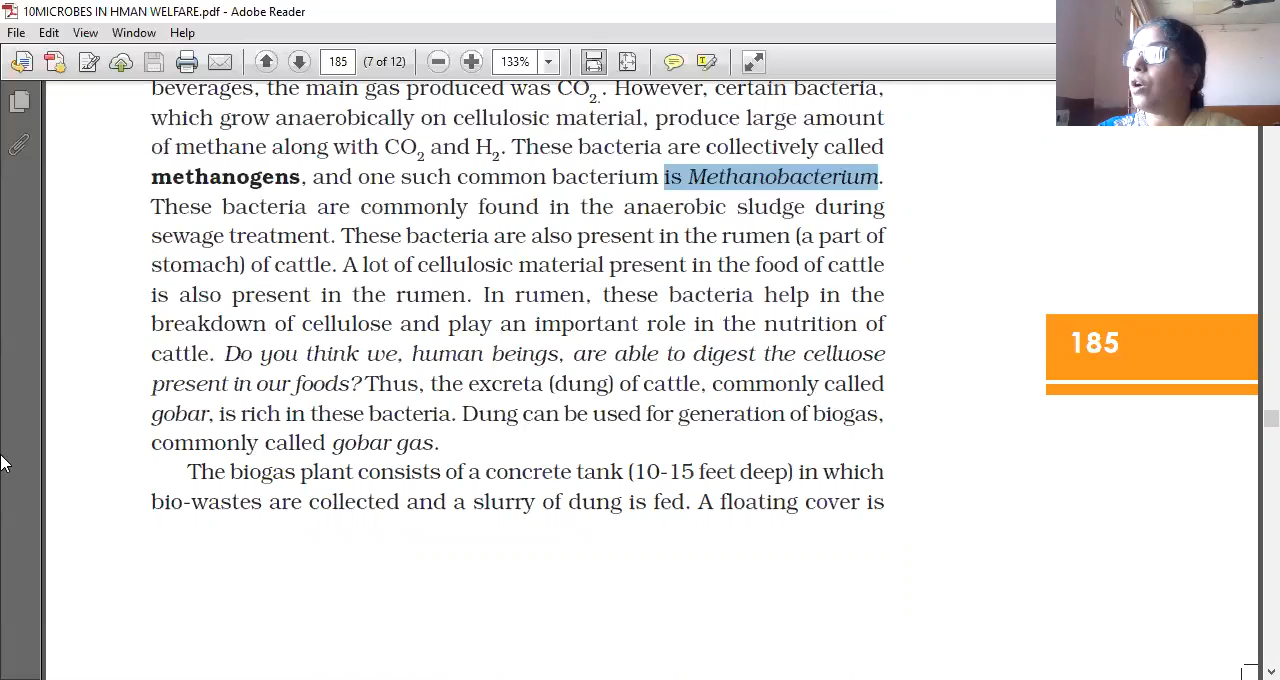 10MICROBES IN HMAN WELFARE.pdf - Adobe Reader
File Edit View Window Help
185 (7 of 12) 133%
beverages, the main gas produced was CO2. However, certain bacteria,
which grow anaerobically on cellulosic material, produce large amount
of methane along with CO2 and H2. These bacteria are collectively called
methanogens, and one such common bacterium is Methanobacterium.
These bacteria are commonly found in the anaerobic sludge during
sewage treatment. These bacteria are also present in the rumen (a part of
stomach) of cattle. A lot of cellulosic material present in the food of cattle
is also present in the rumen. In rumen, these bacteria help in the
breakdown of cellulose and play an important role in the nutrition of
cattle. Do you think we, human beings, are able to digest the celluose
present in our foods? Thus, the excreta (dung) of cattle, commonly called
gobar, is rich in these bacteria. Dung can be used for generation of biogas,
commonly called gobar gas.
The biogas plant consists of a concrete tank (10-15 feet deep) in which
bio-wastes are collected and a slurry of dung is fed. A floating cover is
185